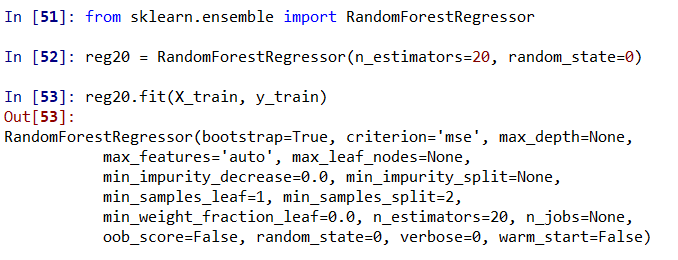 In [51]: from sklearn.ensemble import RandomForestRegressor
In [52]: reg20 = RandomForestRegressor(n_estimators=20, random_state=0)
In [53]: reg20.fit(X_train, y_train)
Out[53]:
RandomForestRegressor(bootstrap=True, criterion='mse', max_depth=None,
max_features='auto', max_leaf_nodes=None,
min_impurity_decrease=0.0, min_impurity_split=None,
min_samples_leaf=1, min_samples_split=2,
min_weight_fraction_leaf=0.0, n_estimators=20, n_jobs=None,
oob_score=False, random_state=0, verbose=0, warm_start=False)